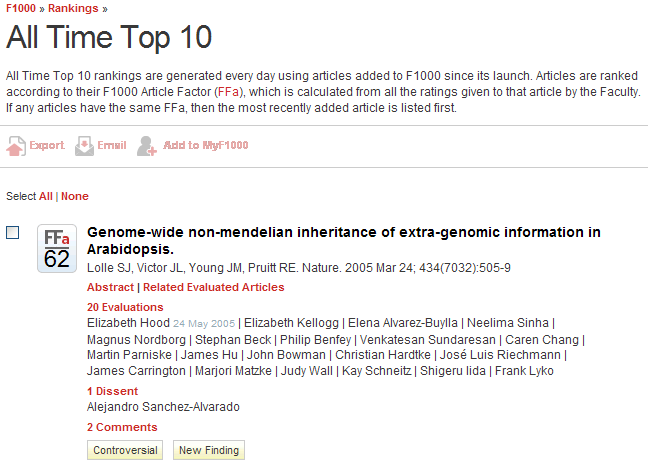 F1000 » Rankings »
All Time Top 10
All Time Top 10 rankings are generated every day using articles added to F1000 since its launch. Articles are ranked
according to their F1000 Article Factor (FFa), which is calculated from all the ratings given to that article by the Faculty.
If any articles have the same FFa, then the most recently added article is listed first.
Export Email Add to MyF1000
Select All | None
FFa
62
Genome-wide non-mendelian inheritance of extra-genomic information in
Arabidopsis.
Lolle SJ, Victor JL, Young JM, Pruitt RE. Nature. 2005 Mar 24; 434(7032):505-9
Abstract | Related Evaluated Articles
20 Evaluations
Elizabeth Hood 24 May 2005 | Elizabeth Kellogg | Elena Alvarez-Buylla | Neelima Sinha |
Magnus Nordborg | Stephan Beck | Philip Benfey | Venkatesan Sundaresan | Caren Chang |
Martin Parniske | James Hu | John Bowman | Christian Hardtke | José Luis Riechmann |
James Carrington | Marjori Matzke | Judy Wall | Kay Schneitz | Shigeru Iida | Frank Lyko
1 Dissent
Alejandro Sanchez-Alvarado
2 Comments
Controversial New Finding